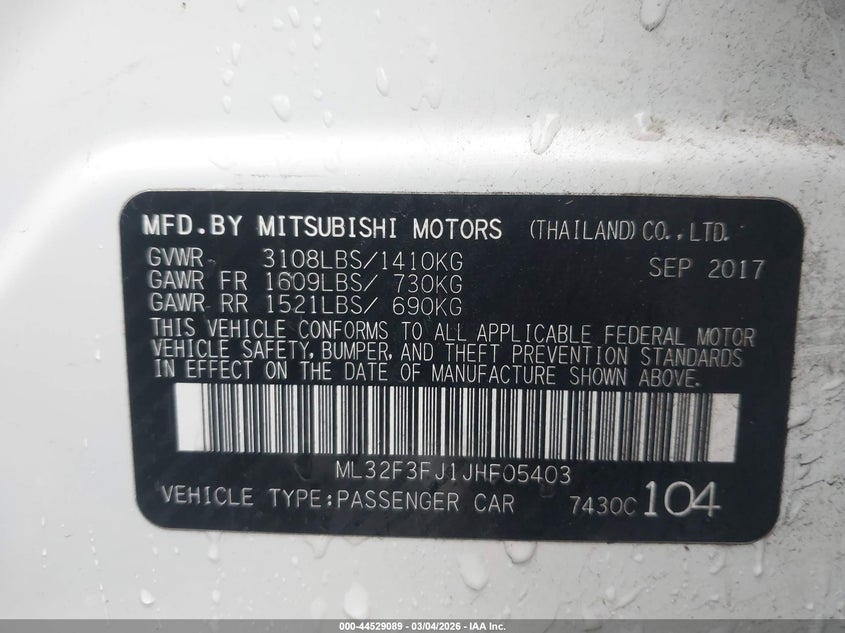 MFD.BY MITSUBISHI MOTORS (THAILAND) CO.,LTD.
GVWR 3108LBS/1410KG SEP 2017
GAWR FR 1609LBS/ 730KG
GAWR RR 1521LBS/ 690KG
THIS VEHICLE CONFORMS TO ALL APPLICABLE FEDERAL MOTOR
VEHICLE SAFETY, BUMPER, AND THEFT PREVENTION STANDARDS
IN EFFECT ON THE DATE OF MANUFACTURE SHOWN ABOVE.
ML32F3FJ1JHF05403
VEHICLE TYPE:PASSENGER CAR 7430C 104
000-44529089 - 03/04/2026 - IAA Inc.